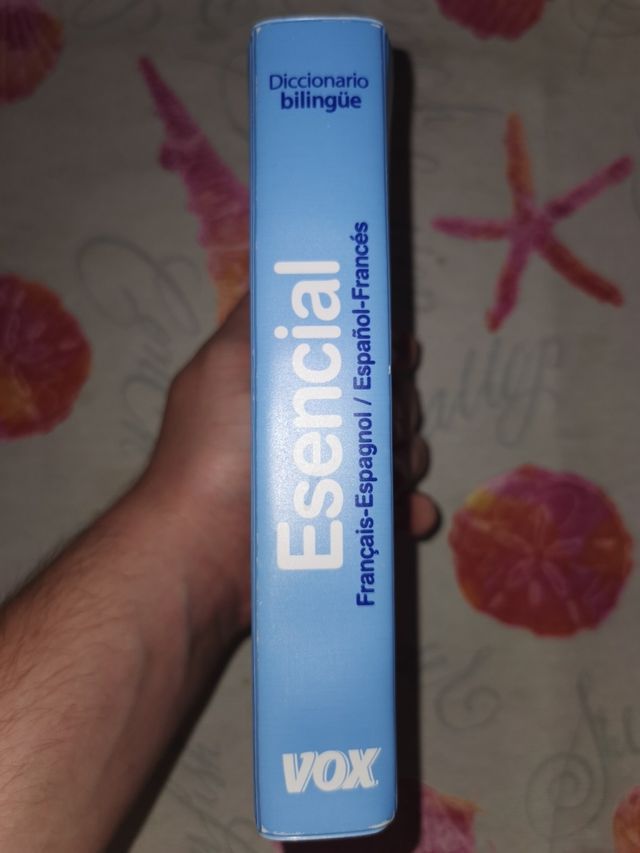 Diccionario
bilingüe
Esencial
Français-Espagnol / Español-Francés
VOX